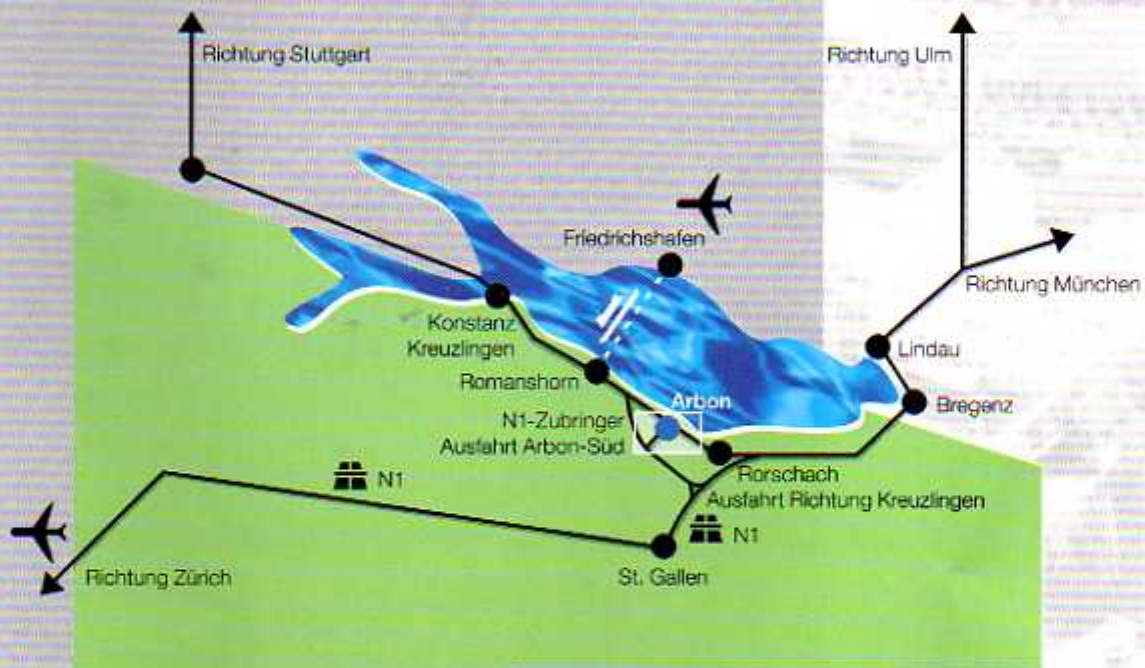 Richtung Stuttgart
Richtung Ulm
Friedrichshafen
Richtung München
Konstanz
Kreuzlingen
Lindau
Romanshorn
Arbon
Bregenz
N1-Zubringer
Ausfahrt Arbon-Süd
Rorschach
N1
Ausfahrt Richtung Kreuzlingen
N1
Richtung Zürich
St. Gallen